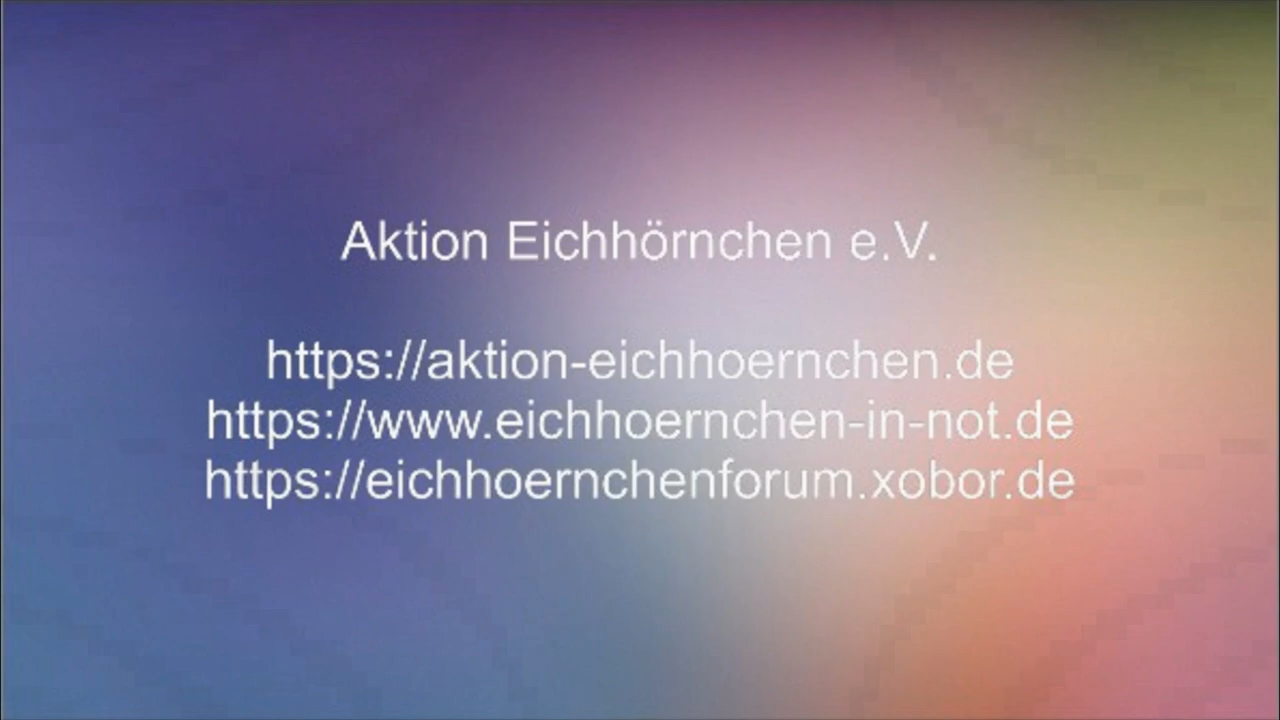 Aktion Eichhörnchen e.V.
https://aktion-eichhoernchen.de
https://www.eichhoernchen-in-not.de
https://eichhoernchenforum.xobor.de